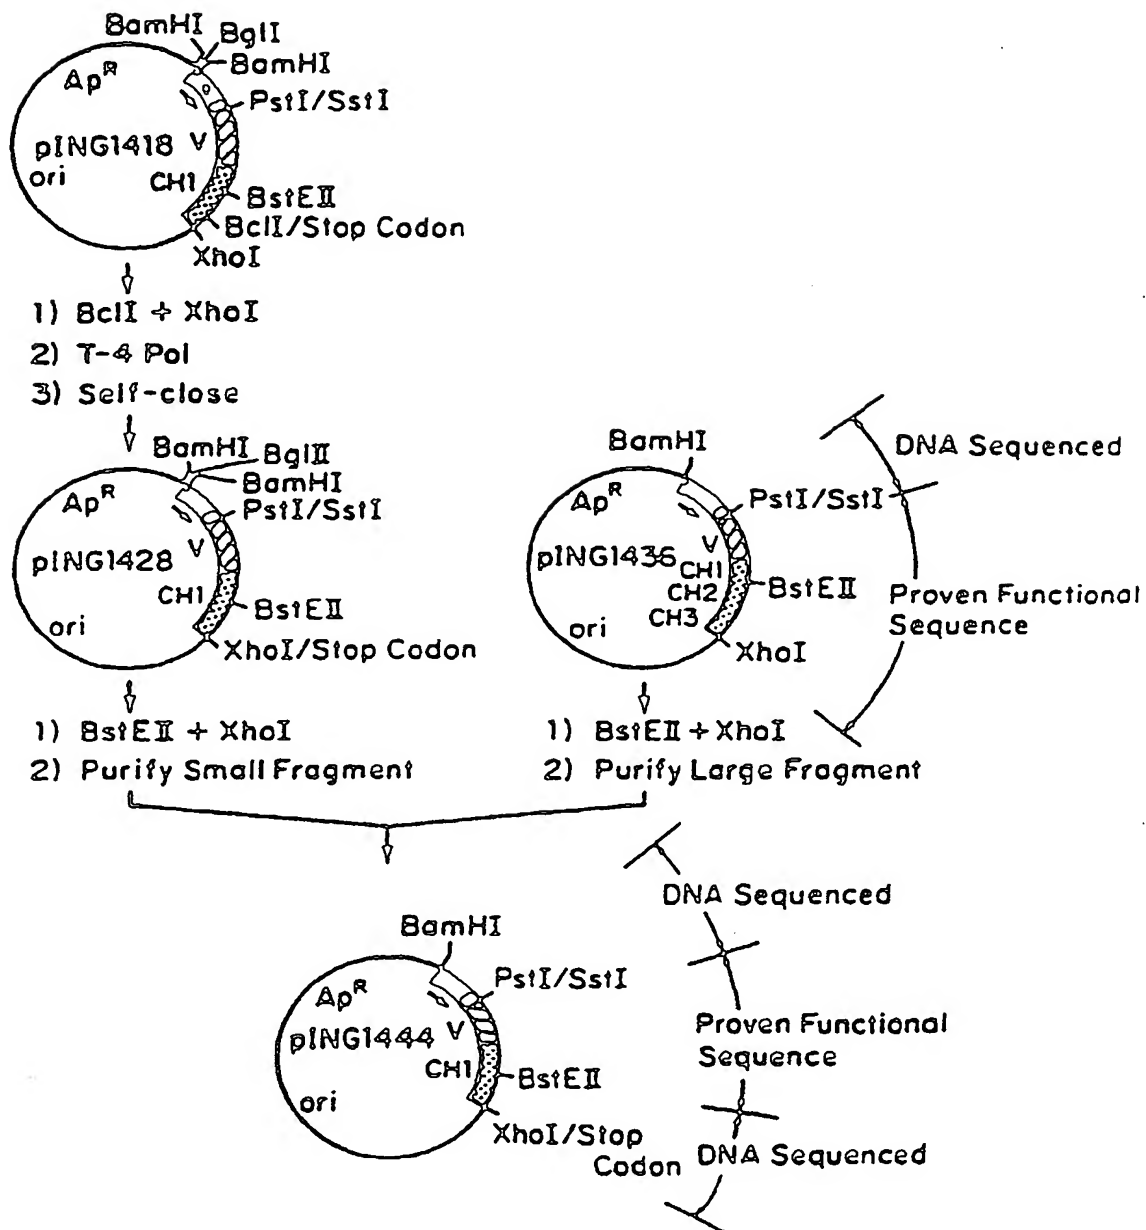 BamHI
BglI
BamHI
Ap^R
PstI/SstI
pING1418
V
ori
CH1
BstEII
BclI/Stop Codon
XhoI
1) BclI + XhoI
2) T-4 Pol
3) Self-close
BamHI
BglII
BamHI
Ap^R
PstI/SstI
V
pING1428
CH1
BstEII
ori
XhoI/Stop Codon
1) BstEII + XhoI
2) Purify Small Fragment
BamHI
Ap^R
PstI/SstI
V
pING1436
CH1
CH2
CH3
BstEII
ori
XhoI
DNA Sequenced
Proven Functional
Sequence
1) BstEII + XhoI
2) Purify Large Fragment
BamHI
Ap^R
PstI/SstI
V
pING1444
CH1
BstEII
ori
XhoI/Stop
Codon
DNA Sequenced
Proven Functional
Sequence
DNA Sequenced